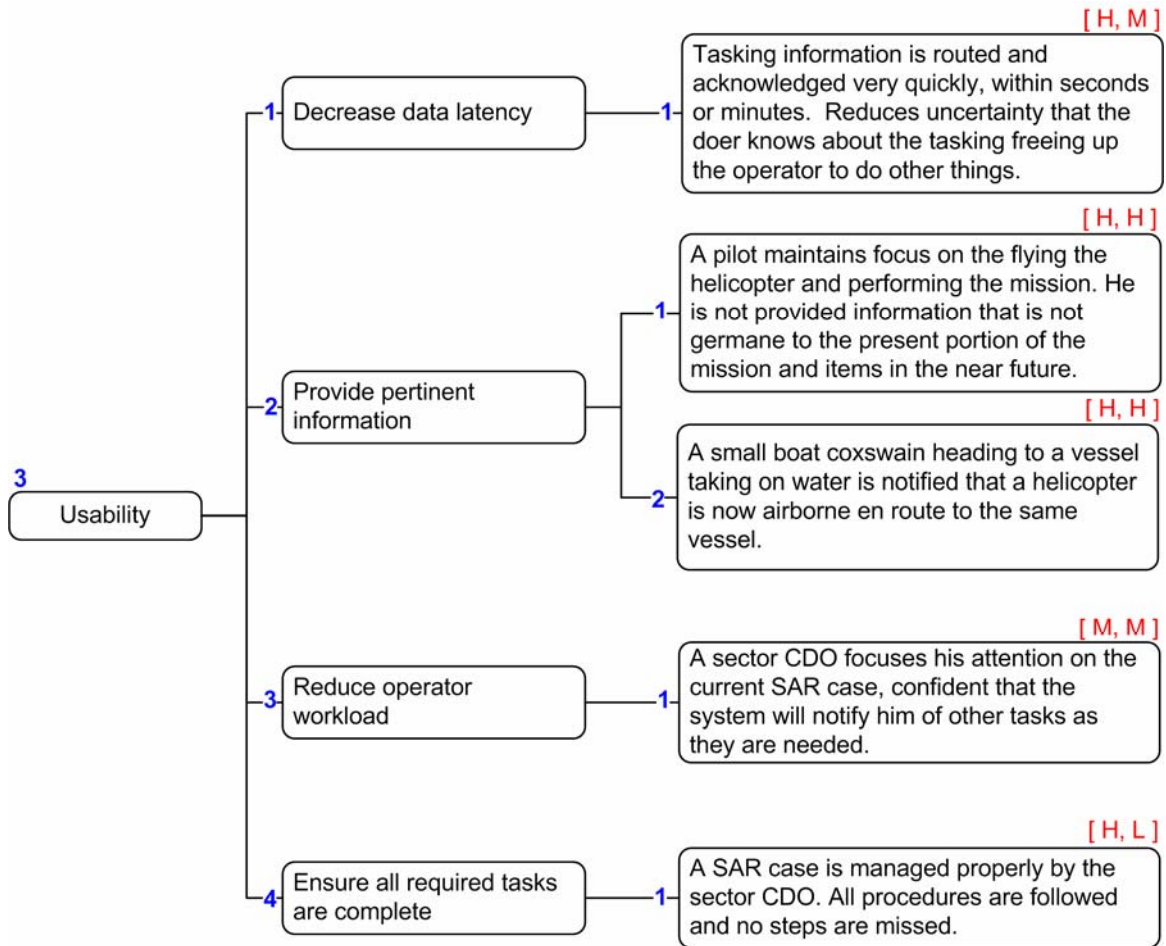 [ H, M ]
1
Decrease data latency
1
Tasking information is routed and
acknowledged very quickly, within seconds
or minutes.  Reduces uncertainty that the
doer knows about the tasking freeing up
the operator to do other things.
[ H, H ]
2
Provide pertinent
information
1
A pilot maintains focus on the flying the
helicopter and performing the mission. He
is not provided information that is not
germane to the present portion of the
mission and items in the near future.
[ H, H ]
2
A small boat coxswain heading to a vessel
taking on water is notified that a helicopter
is now airborne en route to the same
vessel.
3
Usability
[ M, M ]
3
Reduce operator
workload
1
A sector CDO focuses his attention on the
current SAR case, confident that the
system will notify him of other tasks as
they are needed.
[ H, L ]
4
Ensure all required tasks
are complete
1
A SAR case is managed properly by the
sector CDO. All procedures are followed
and no steps are missed.